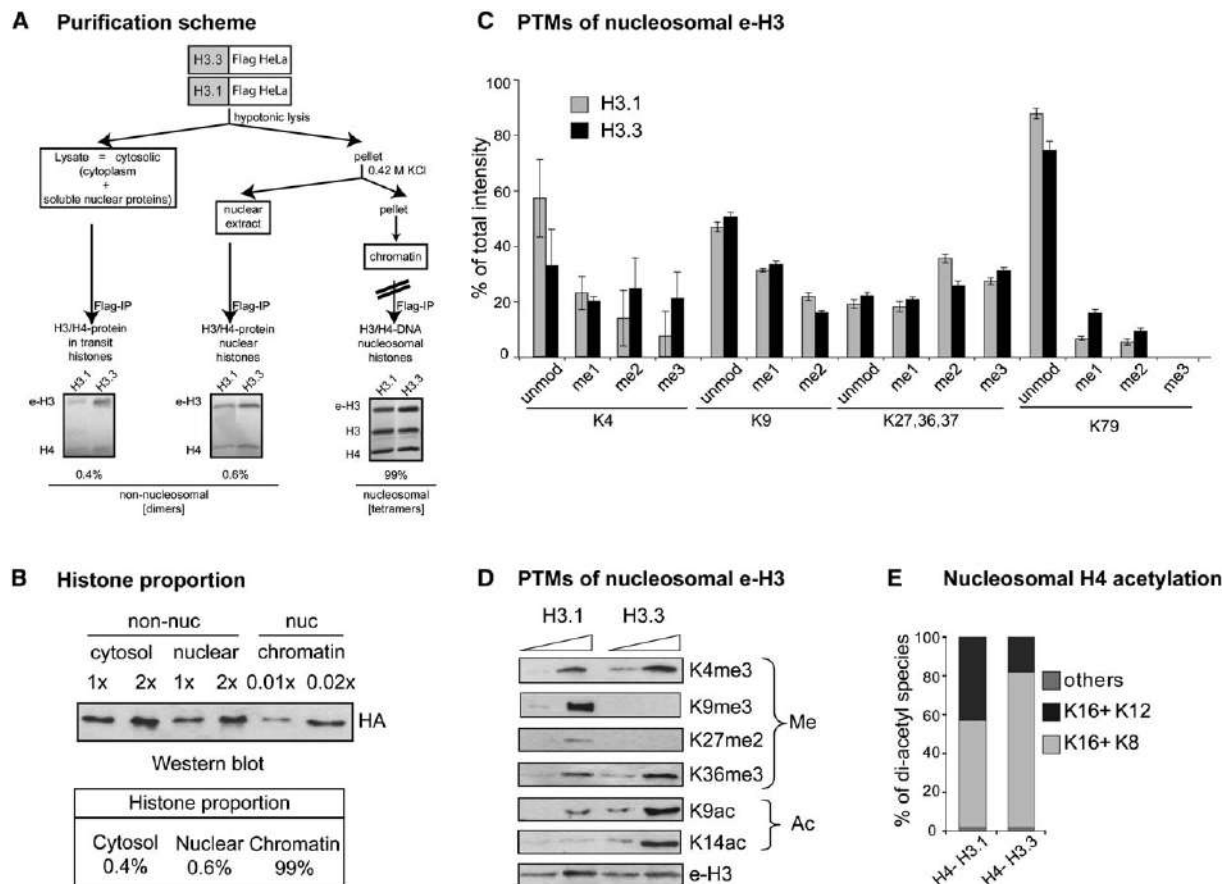 A Purification scheme
H3.3 Flag HeLa
H3.1 Flag HeLa
hypotonic lysis
Lysate = cytosolic
(cytoplasm
+
soluble nuclear proteins)
pellet
0.42 M KCl
nuclear
extract
pellet
chromatin
Flag-IP
Flag-IP
Flag-IP
H3/H4-protein
in transit
histones
H3/H4-protein
nuclear
histones
H3/H4-DNA
nucleosomal
histones
H3.1 H3.3
H3.1 H3.3
H3.1 H3.3
e-H3
H4
e-H3
H4
e-H3
H3
H4
0.4%
0.6%
99%
non-nucleosomal
[dimers]
nucleosomal
[tetramers]
B Histone proportion
non-nuc nuc
cytosol nuclear chromatin
1x 2x 1x 2x 0.01x 0.02x
HA
Western blot
Histone proportion
Cytosol Nuclear Chromatin
0.4% 0.6% 99%
C PTMs of nucleosomal e-H3
% of total intensity
100
80
60
40
20
0
H3.1
H3.3
unmod me1 me2 me3 unmod me1 me2 unmod me1 me2 me3 unmod me1 me2 me3
K4 K9 K27,36,37 K79
D PTMs of nucleosomal e-H3
H3.1 H3.3
K4me3
K9me3
K27me2
K36me3
Me
K9ac
K14ac
Ac
e-H3
E Nucleosomal H4 acetylation
% of di-acetyl species
100
80
60
40
20
0
others
K16+ K12
K16+ K8
H4- H3.1 H4- H3.3